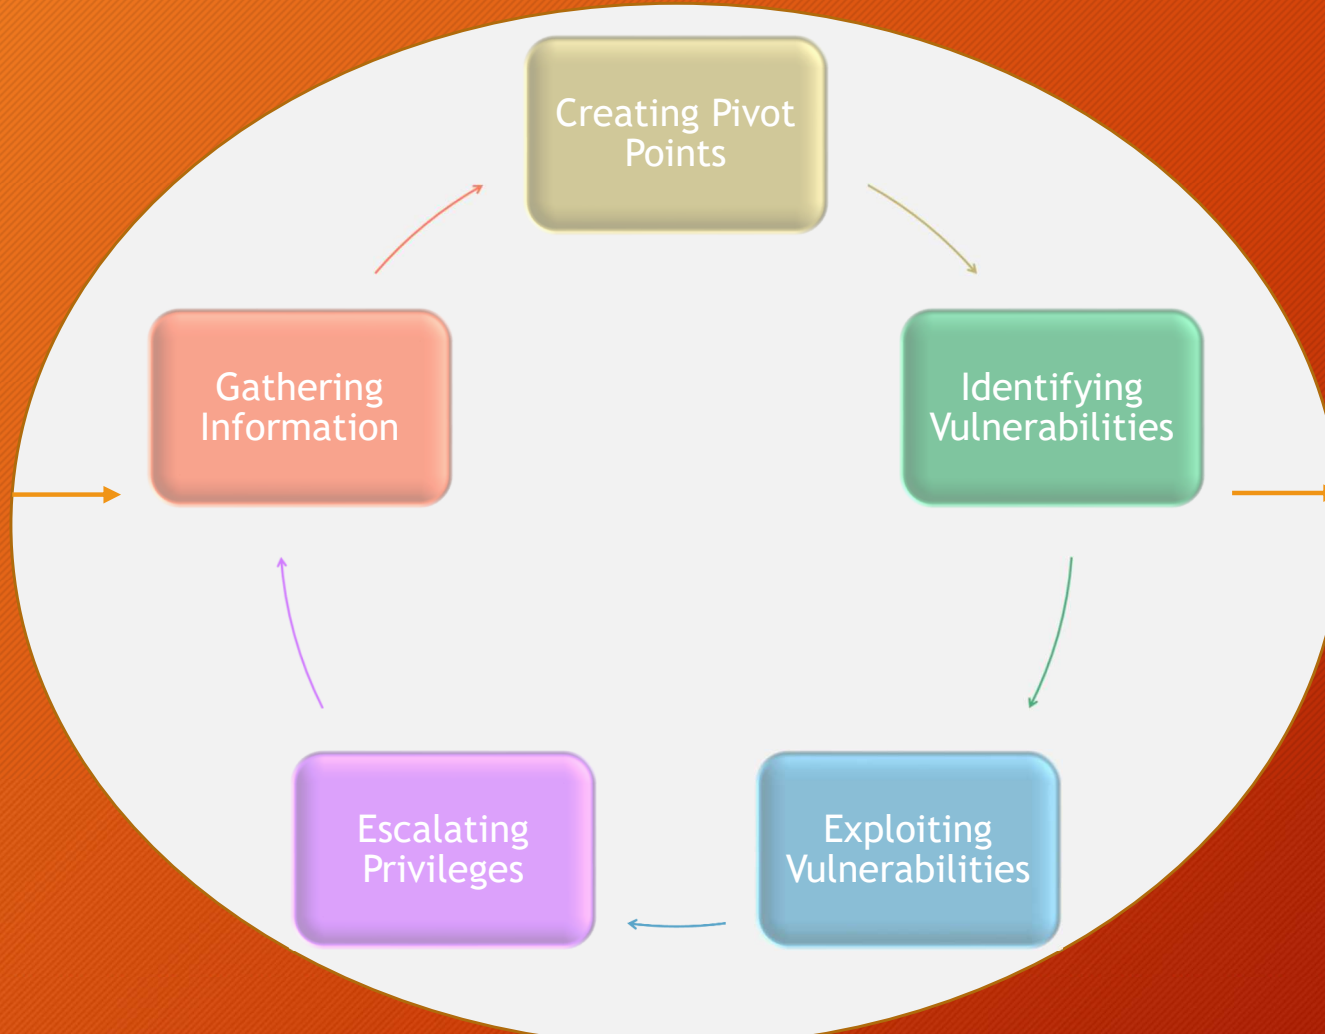 Creating Pivot
Points
Gathering
Information
Identifying
Vulnerabilities
Escalating
Privileges
Exploiting
Vulnerabilities